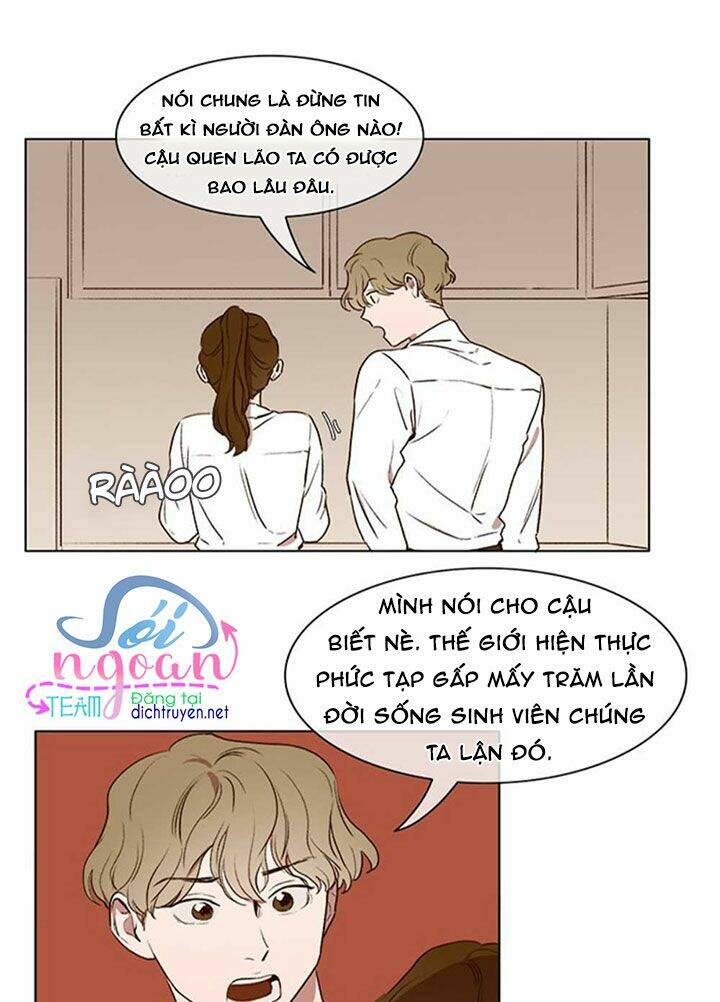 NÓI CHUNG LÀ ĐỪNG TIN
BẤT KÌ NGƯỜI ĐÀN ÔNG NÀO!
CẬU QUEN LÃO TA CÓ ĐƯỢC
BAO LÂU ĐÂU.
RÀÀOO
MÌNH NÓI CHO CẬU
BIẾT NÈ. THẾ GIỚI HIỆN THỰC
PHỨC TẠP GẤP MẤY TRĂM LẦN
ĐỜI SỐNG SINH VIÊN CHÚNG
TA LẬN ĐÓ.
Sói
ngoan
TEAM
Đăng tại
dichtruyen.net